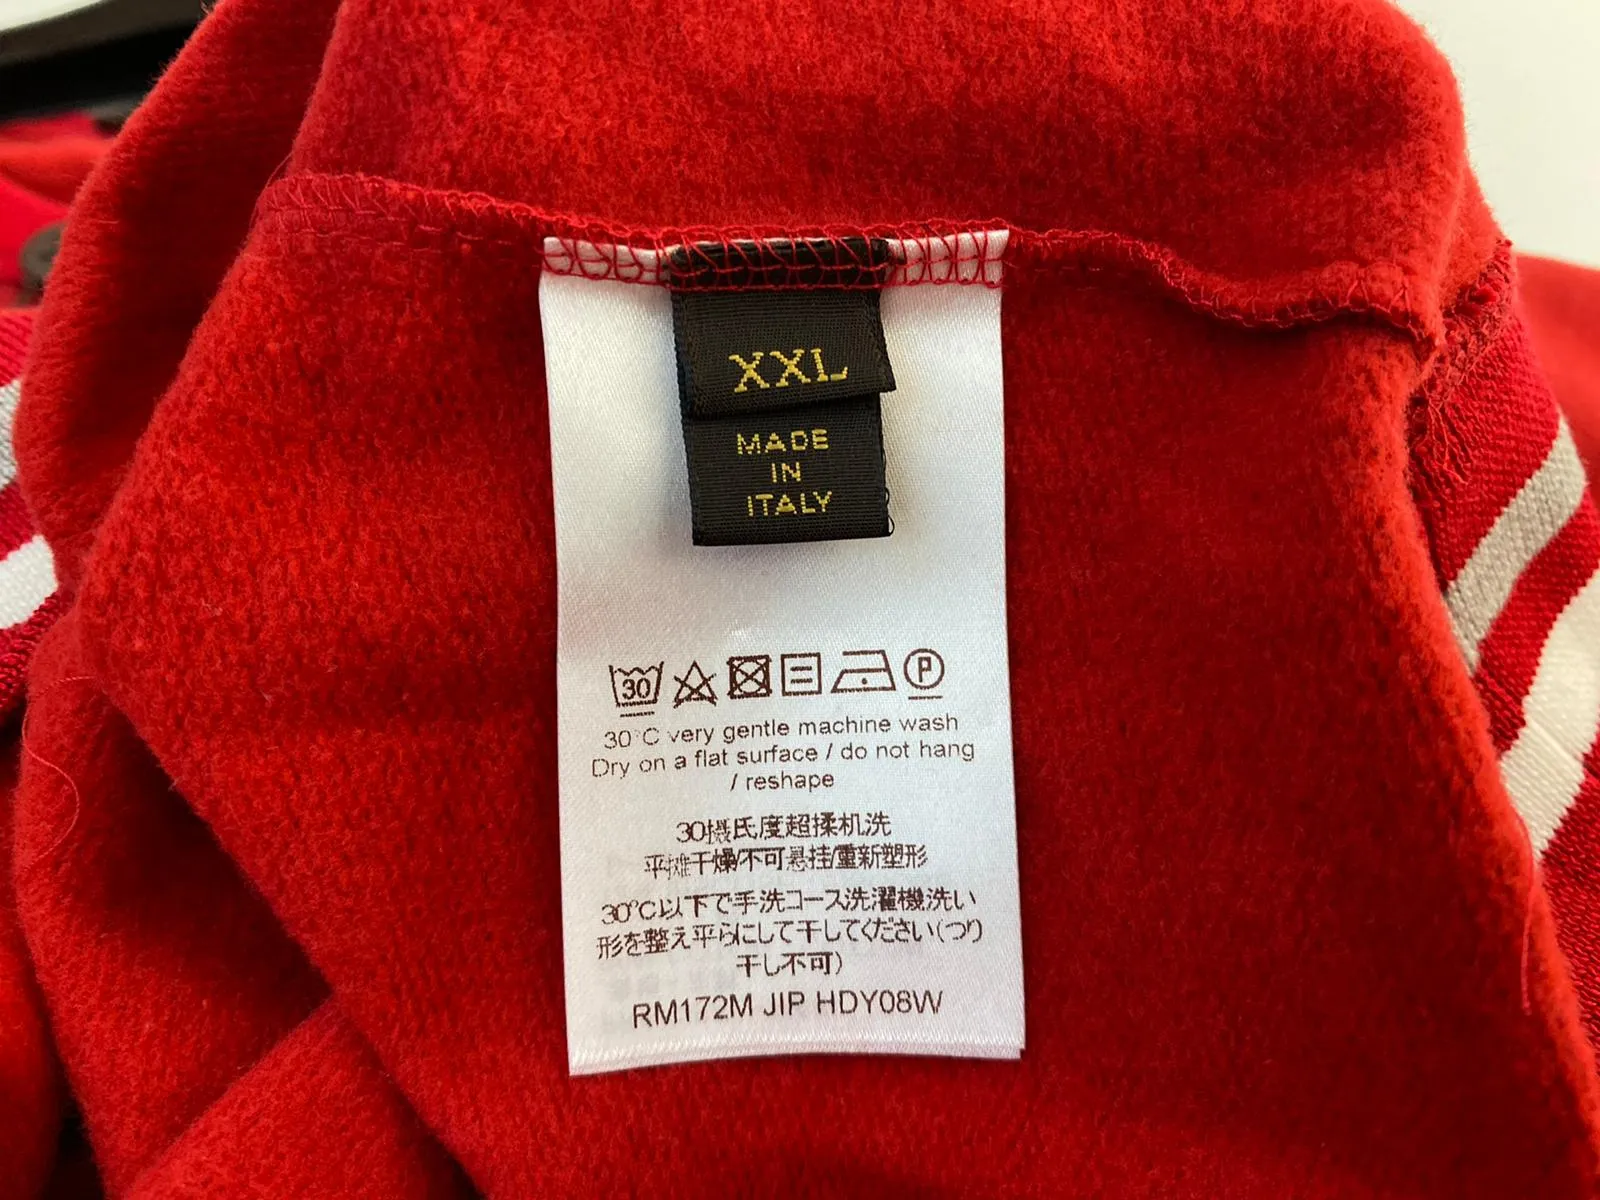 XXL
MADE
IN
ITALY
30
P
30°C very gentle machine wash
Dry on a flat surface / do not hang
/ reshape
30摄氏度超揉机洗
平摊干燥/不可悬挂/重新塑形
30°C以下で手洗コース洗濯機洗い
形を整え平らにして干してください(つり
干し不可)
RM172M JIP HDY08W